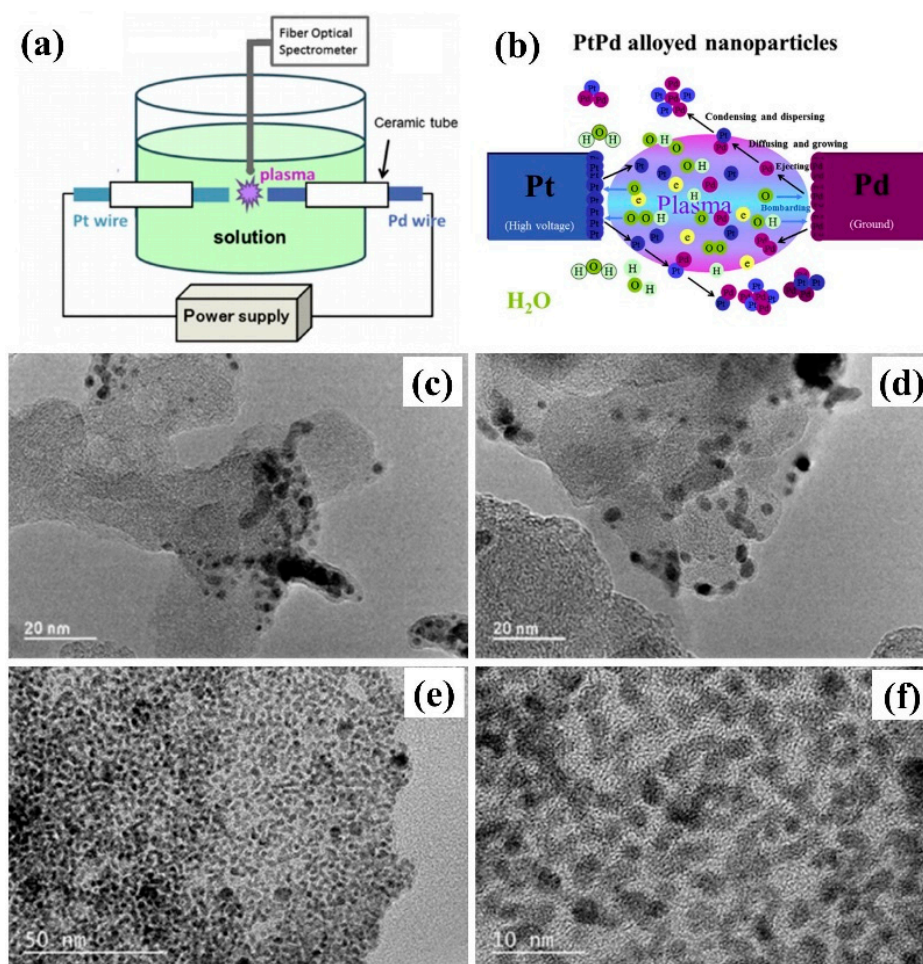 (a)
Fiber Optical
Spectrometer
Ceramic tube
plasma
Pt wire
Pd wire
solution
Power supply
(b)
PtPd alloyed nanoparticles
Condensing and dispersing
Diffusing and growing
Ejecting
Pt
(High voltage)
Plasma
Bombarding
Pd
(Ground)
H₂O
(c)
20 nm
(d)
20 nm
(e)
50 nm
(f)
10 nm